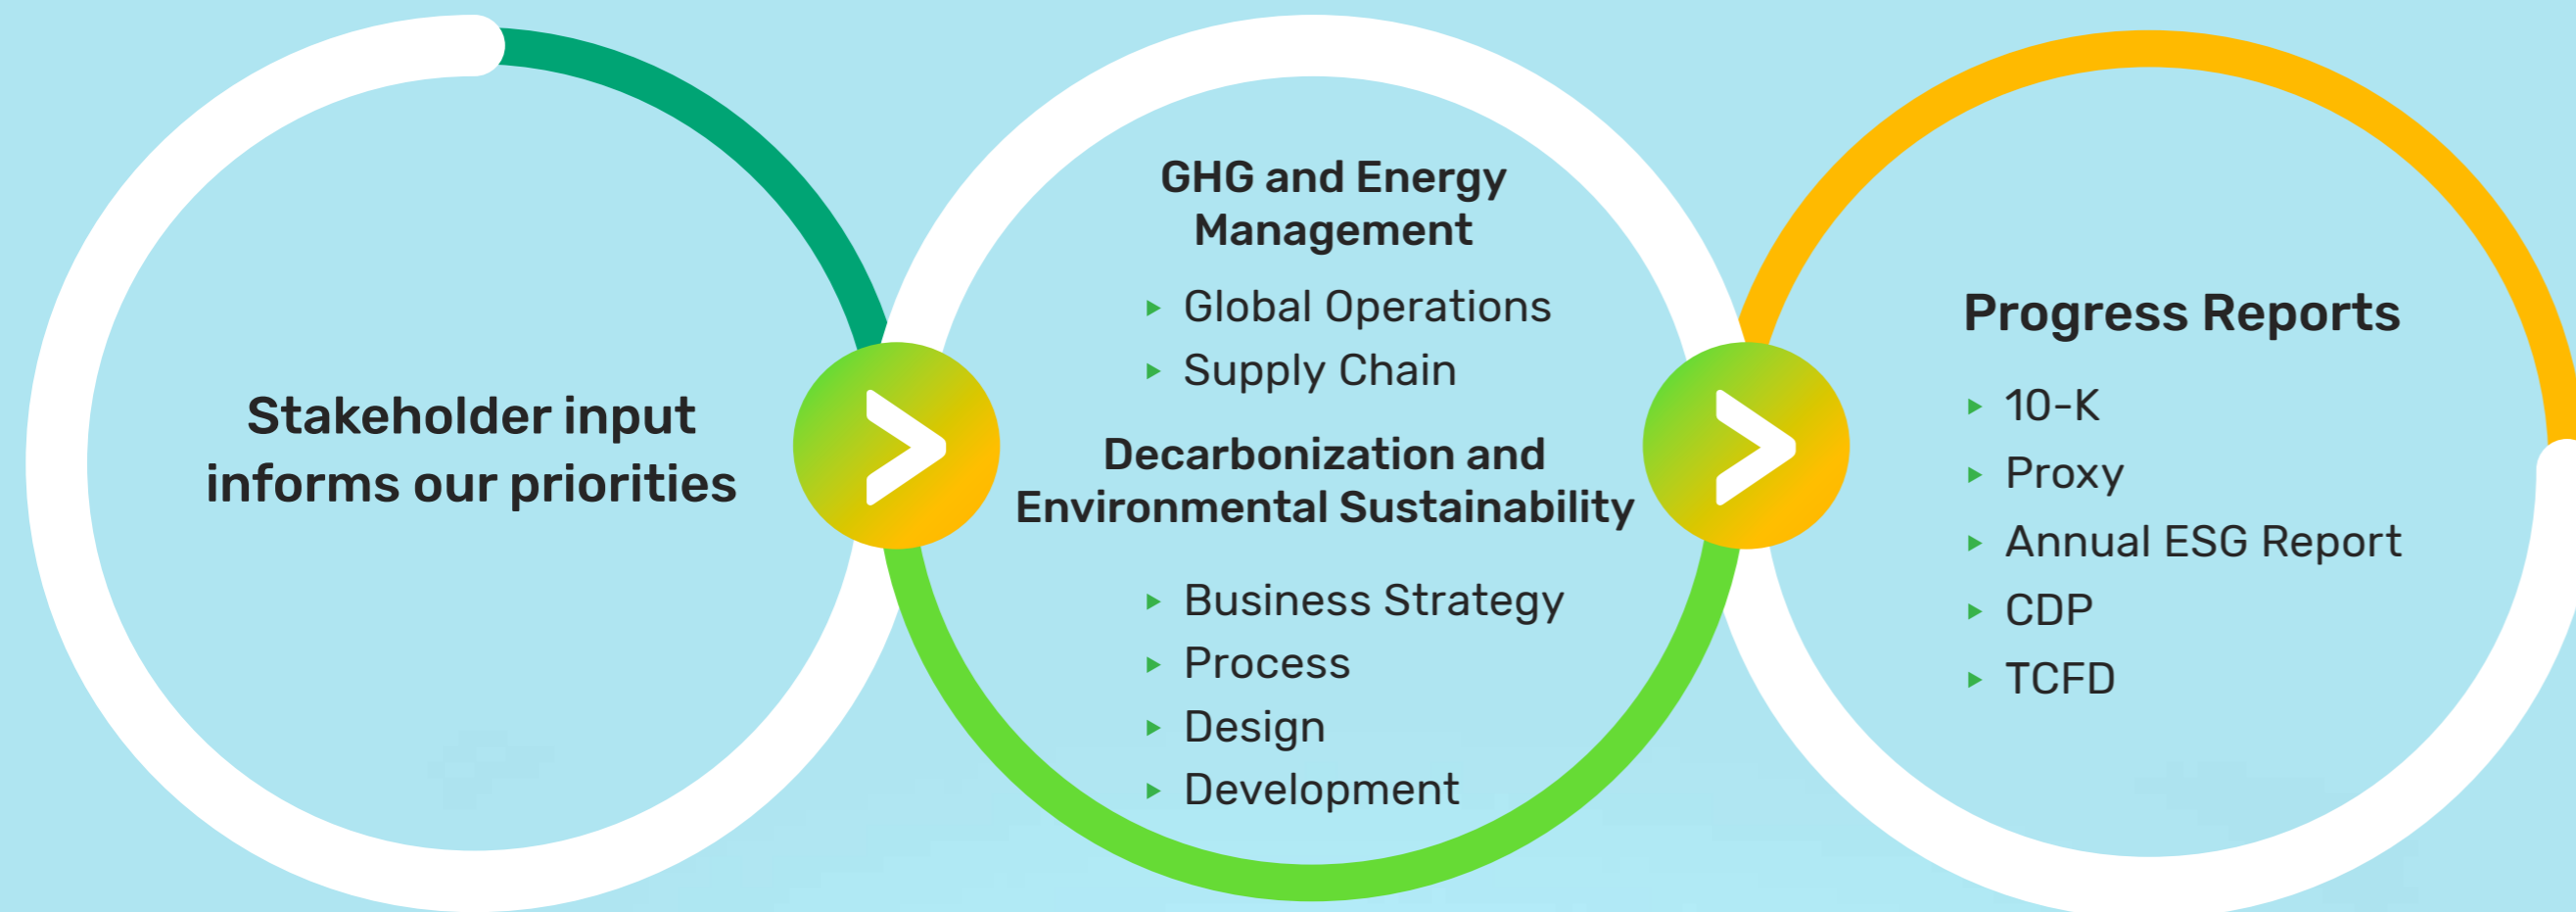 Stakeholder input
informs our priorities
GHG and Energy
Management
Global Operations
Supply Chain
Decarbonization and
Environmental Sustainability
Business Strategy
Process
Design
Development
Progress Reports
10-K
Proxy
Annual ESG Report
CDP
TCFD